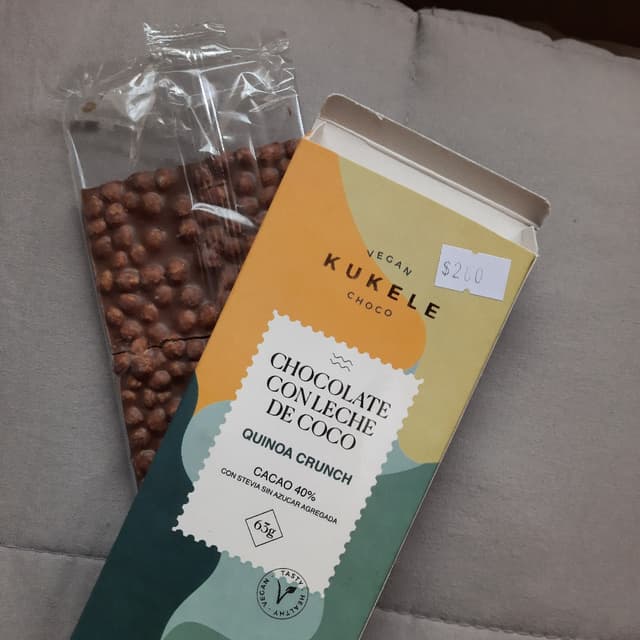 VEGAN
KUKELE
CHOCO
$260
CHOCOLATE
CON LECHE
DE COCO
QUINOA CRUNCH
CACAO 40%
CON STEVIA SIN AZUCAR AGREGADA
65g
TASTY · HEALTHY · VEGAN ·